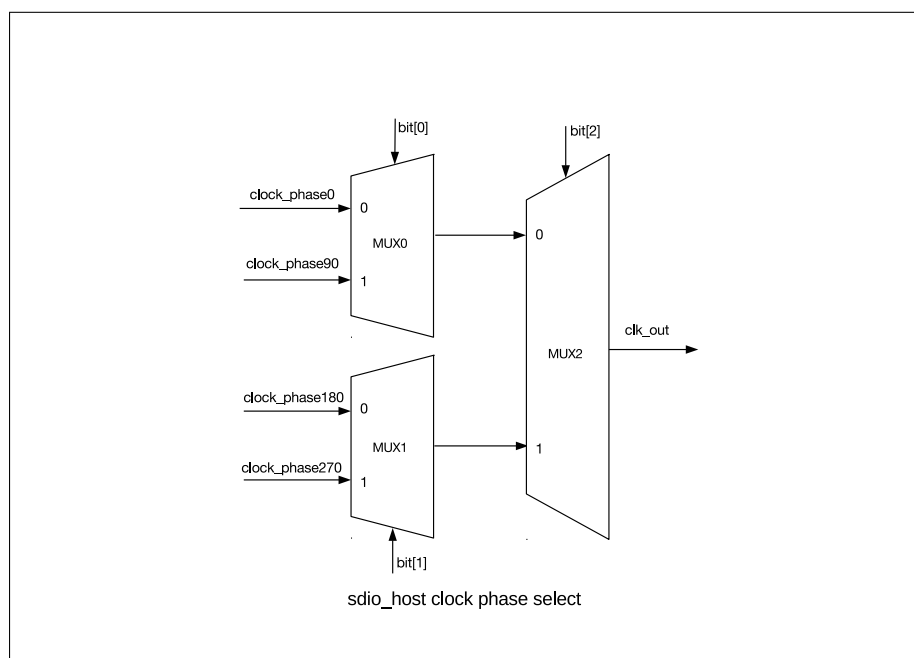 bit[0]
bit[2]
clock_phase0
0
MUX0
clock_phase90
1
0
clk_out
MUX2
clock_phase180
0
MUX1
clock_phase270
1
1
bit[1]
sdio_host clock phase select